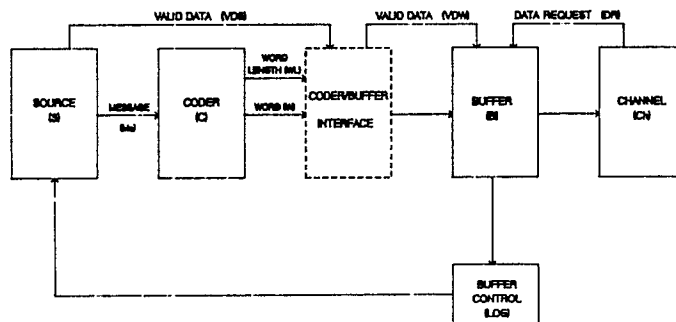 VALID DATA (VDS)
VALID DATA (VDW)
DATA REQUEST (DR)
SOURCE
(S)
MESSAGE
CODER
(C)
WORD
LENGTH (WL)
WORD (W)
CODER/BUFFER
INTERFACE
BUFFER
(B)
CHANNEL
(CN)
BUFFER
CONTROL
(LOG)